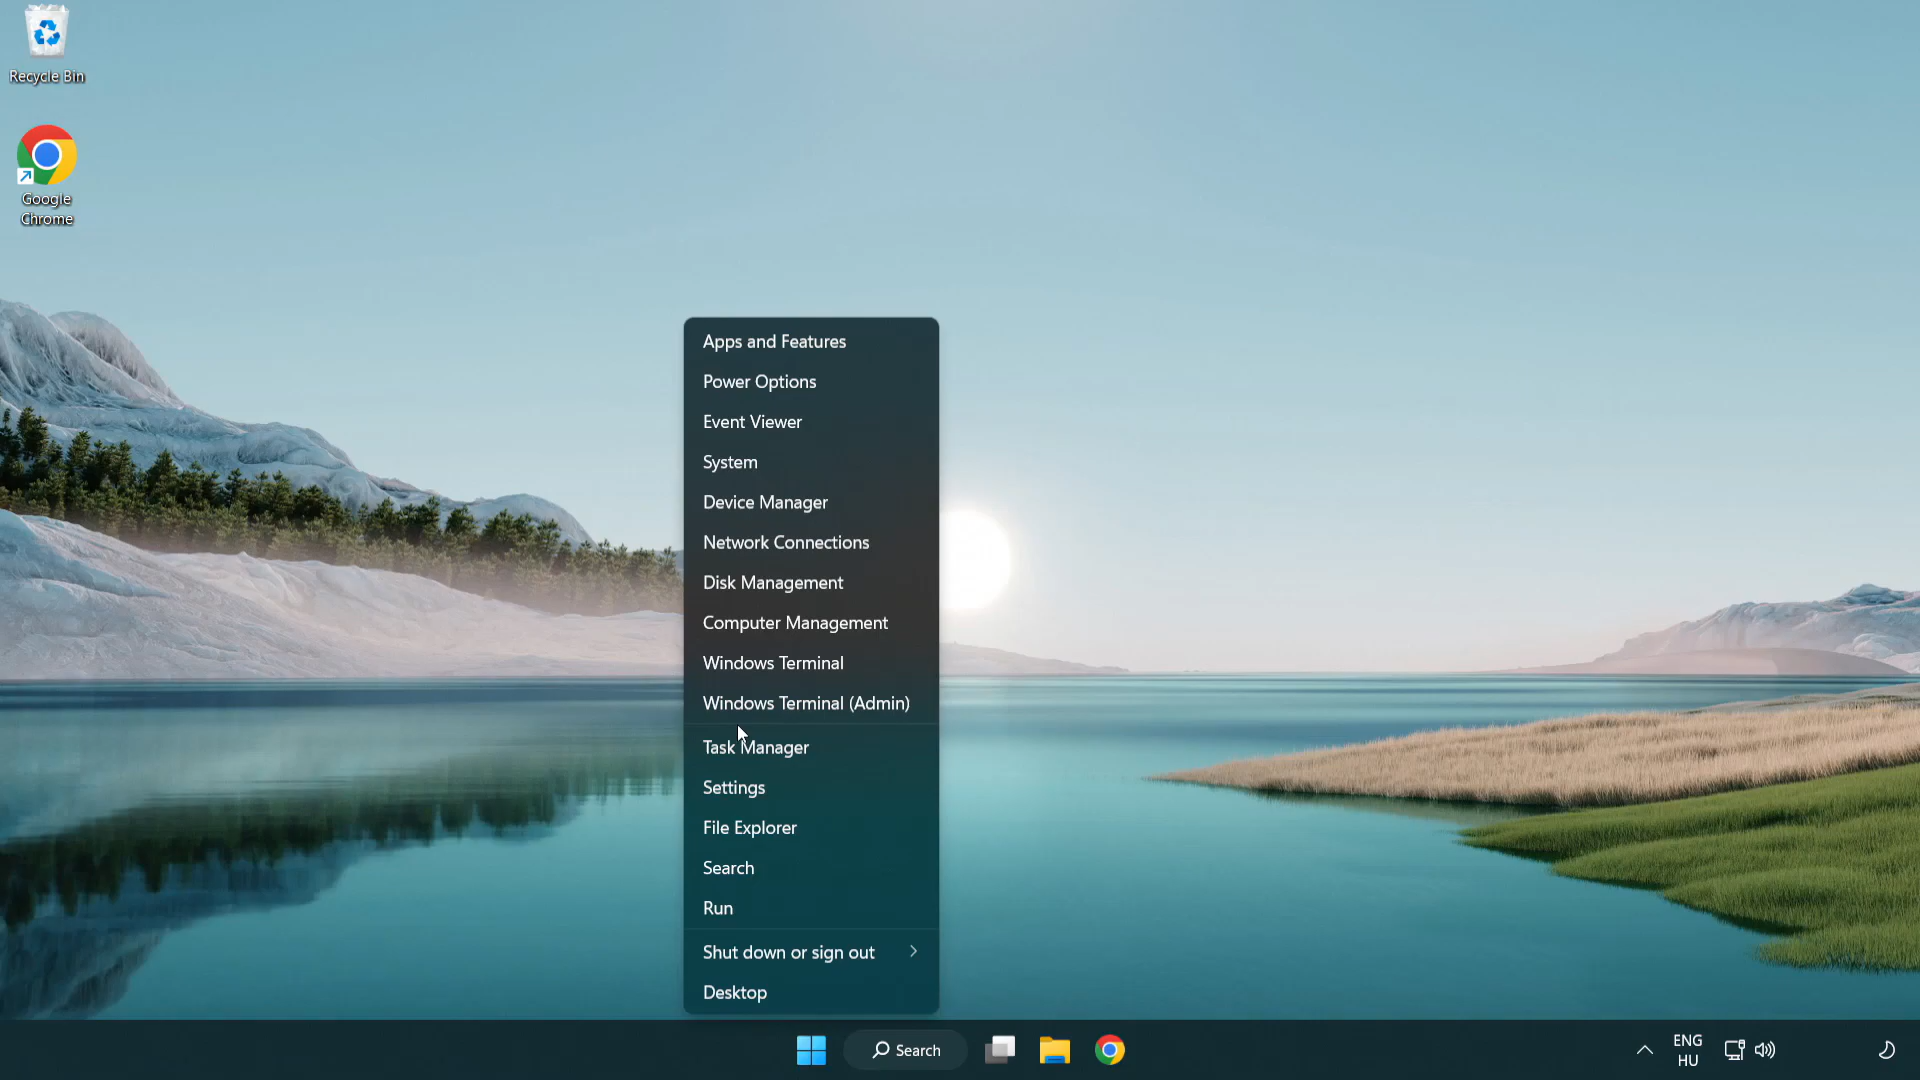 Recycle Bin
Google
Chrome
Apps and Features
Power Options
Event Viewer
System
Device Manager
Network Connections
Disk Management
Computer Management
Windows Terminal
Windows Terminal (Admin)
Task Manager
Settings
File Explorer
Search
Run
Shut down or sign out
Desktop
Search
ENG
HU